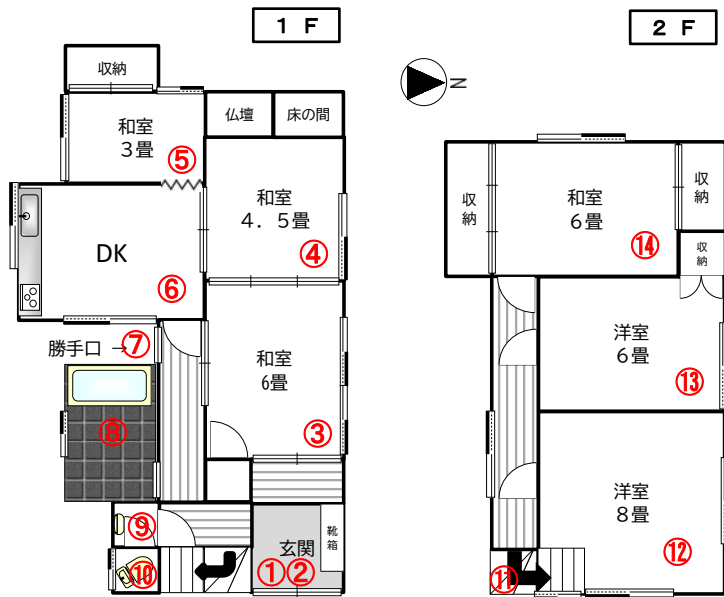 １ Ｆ
収納
仏壇
床の間
和室
３畳
⑤
和室
４．５畳
④
DK
⑥
勝手口 →
⑦
和室
6畳
③
⑧
⑨
⑩
玄関
靴箱
①②
２ Ｆ
N
収納
和室
６畳
⑭
収納
収納
洋室
６畳
⑬
洋室
８畳
⑫
⑪